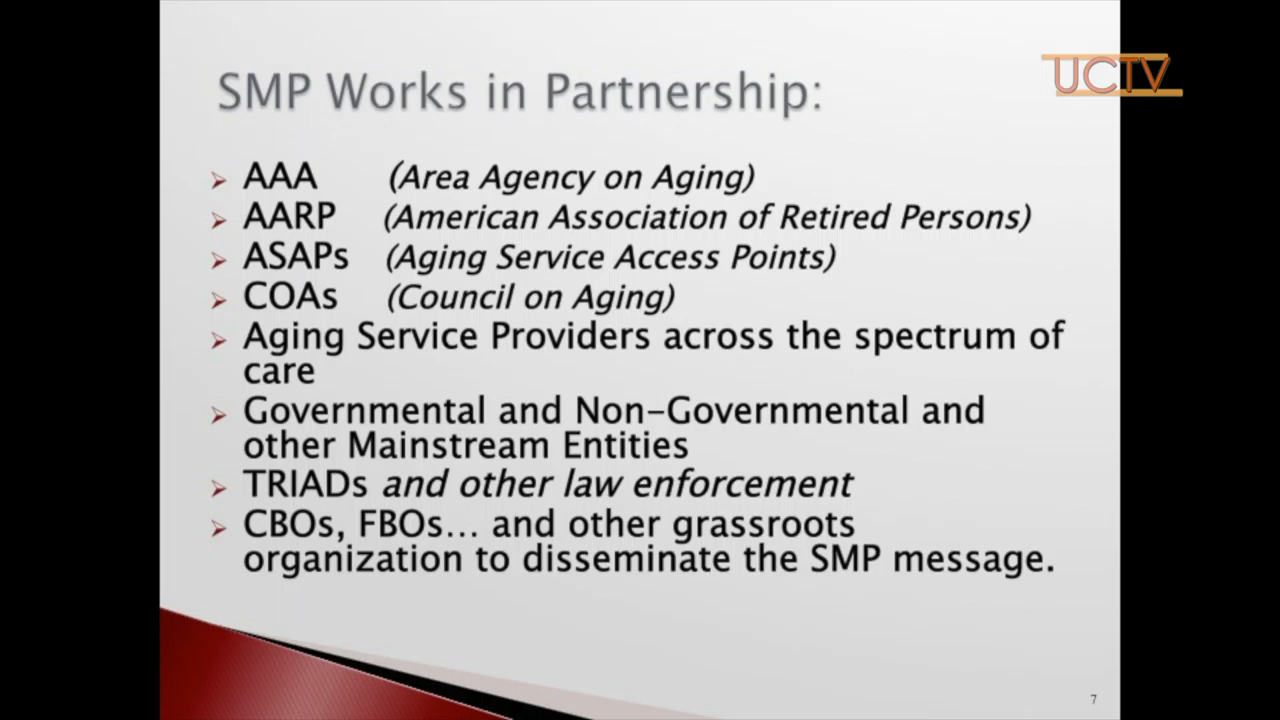 SMP Works in Partnership:
UCTV
AAA (Area Agency on Aging)
AARP (American Association of Retired Persons)
ASAPs (Aging Service Access Points)
COAs (Council on Aging)
Aging Service Providers across the spectrum of
care
Governmental and Non-Governmental and
other Mainstream Entities
TRIADs and other law enforcement
CBOs, FBOs... and other grassroots
organization to disseminate the SMP message.
7